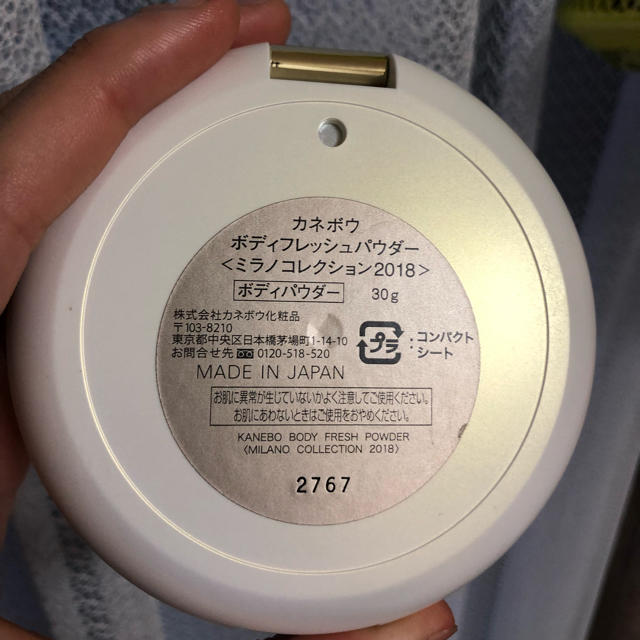 カネボウ
ボディフレッシュパウダー
<ミラノコレクション2018>
ボディパウダー 30g
株式会社カネボウ化粧品
〒103-8210
東京都中央区日本橋茅場町1-14-10
お問合せ先 0120-518-520
プラ :コンパクト
シート
MADE IN JAPAN
お肌に異常が生じていないかよく注意してご使用ください。
お肌にあわないときはご使用をおやめください。
KANEBO BODY FRESH POWDER
<MILANO COLLECTION 2018>
2767